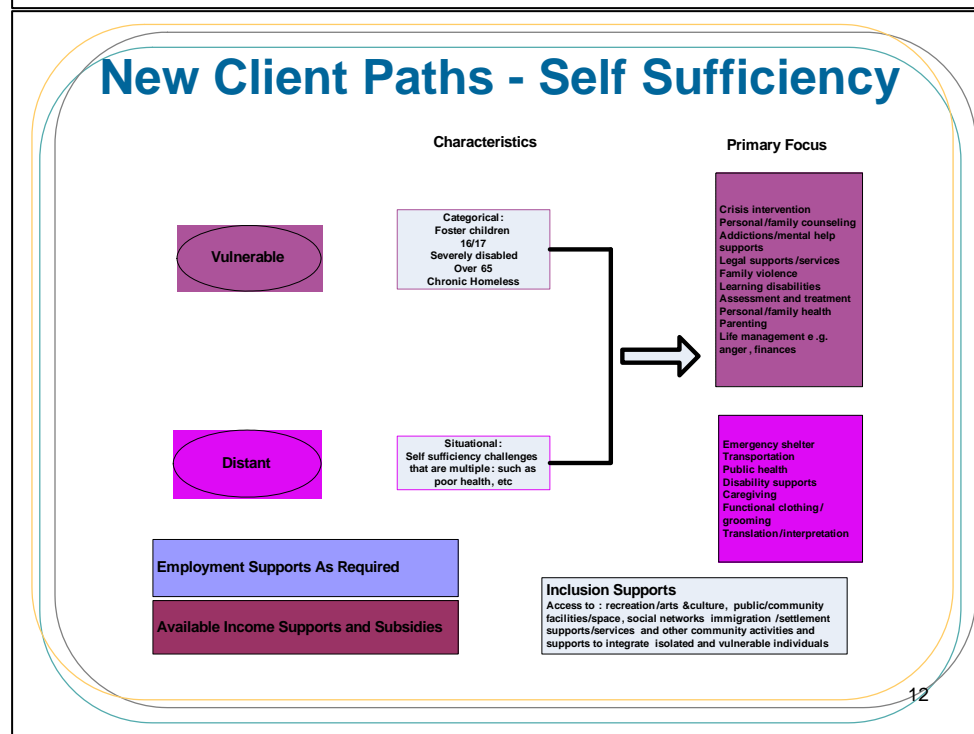 New Client Paths - Self Sufficiency
Characteristics
Primary Focus
Vulnerable
Categorical:
Foster children
16/17
Severely disabled
Over 65
Chronic Homeless
Crisis intervention
Personal/family counseling
Addictions/mental help
supports
Legal supports/services
Family violence
Learning disabilities
Assessment and treatment
Personal/family health
Parenting
Life management e.g.
anger, finances
Distant
Situational:
Self sufficiency challenges
that are multiple: such as
poor health, etc
Emergency shelter
Transportation
Public health
Disability supports
Caregiving
Functional clothing/
grooming
Translation/interpretation
Employment Supports As Required
Available Income Supports and Subsidies
Inclusion Supports
Access to : recreation/arts &culture, public/community
facilities/space, social networks immigration /settlement
supports/services and other community activities and
supports to integrate isolated and vulnerable individuals
12